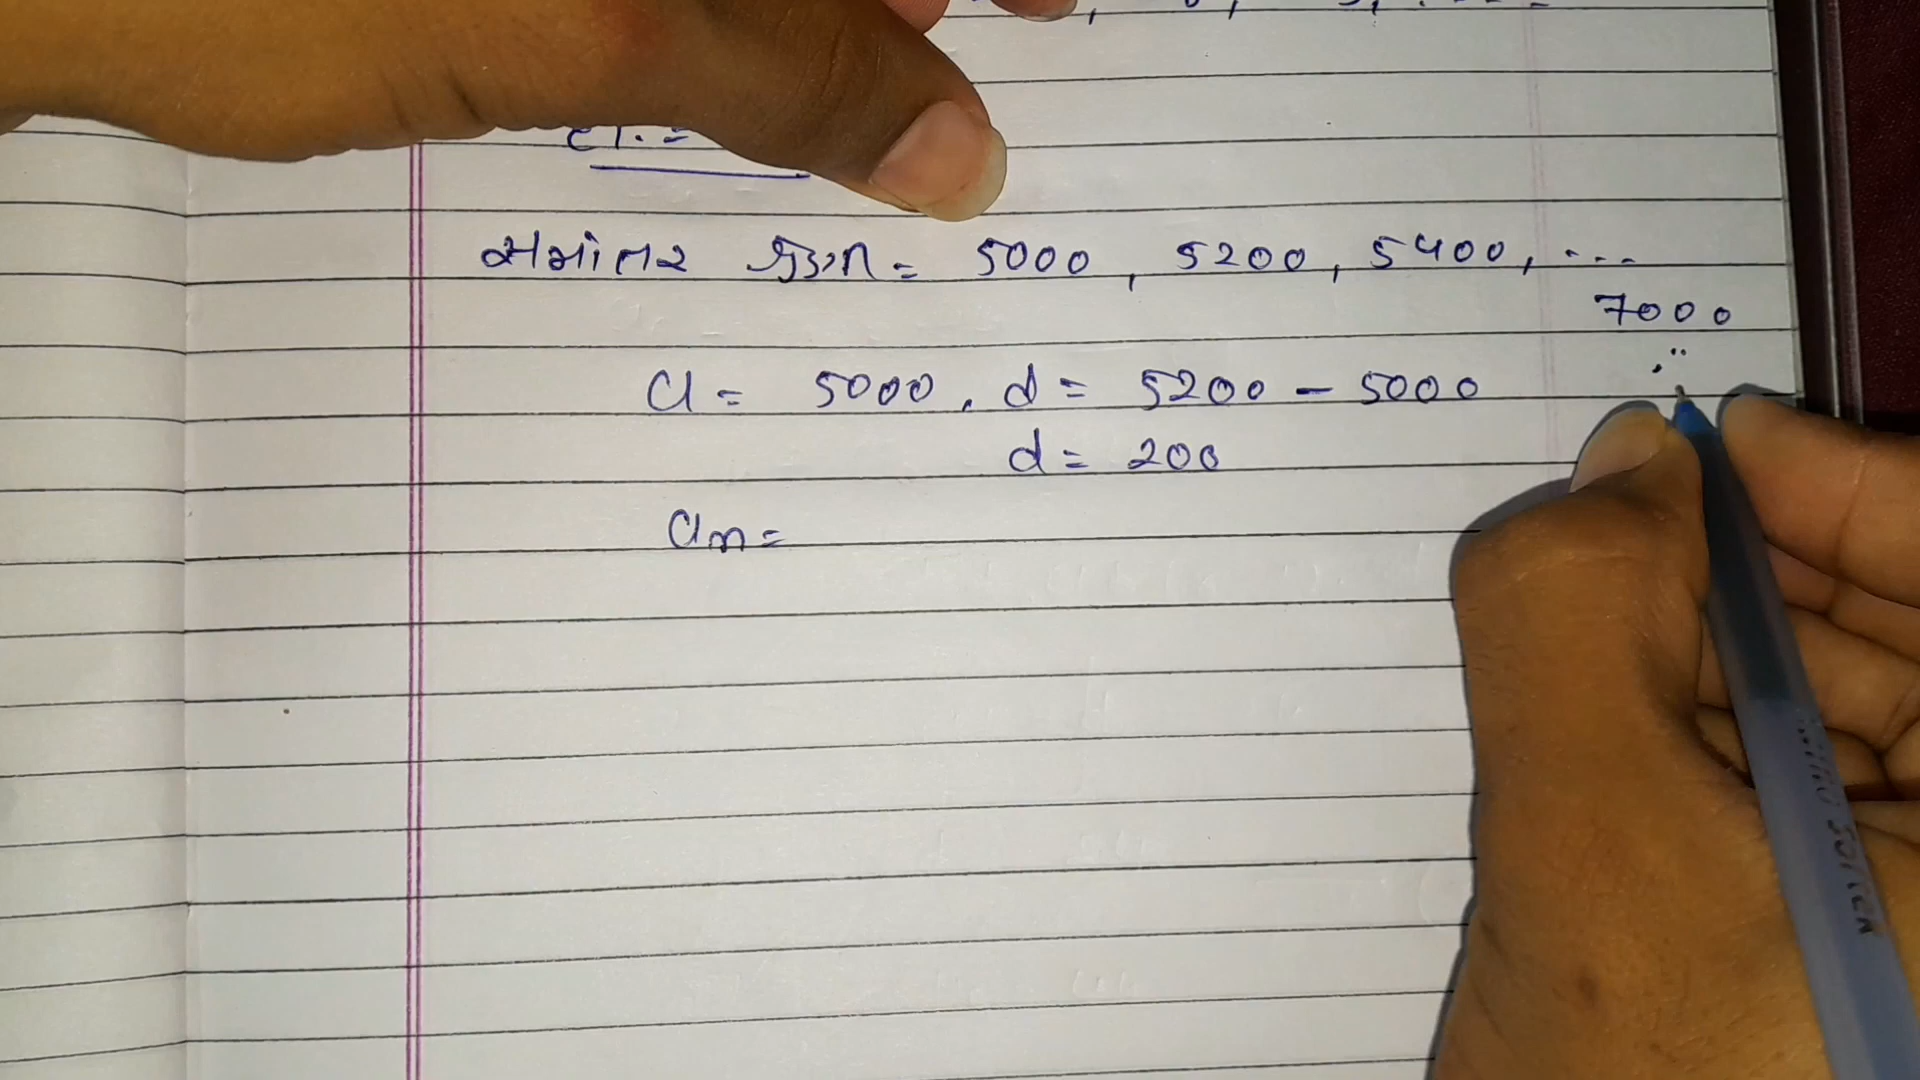 સમાંતર શ્રેણી = 5000, 5200, 5400, ...
7000
a = 5000, d = 5200 - 5000
d = 200
an =